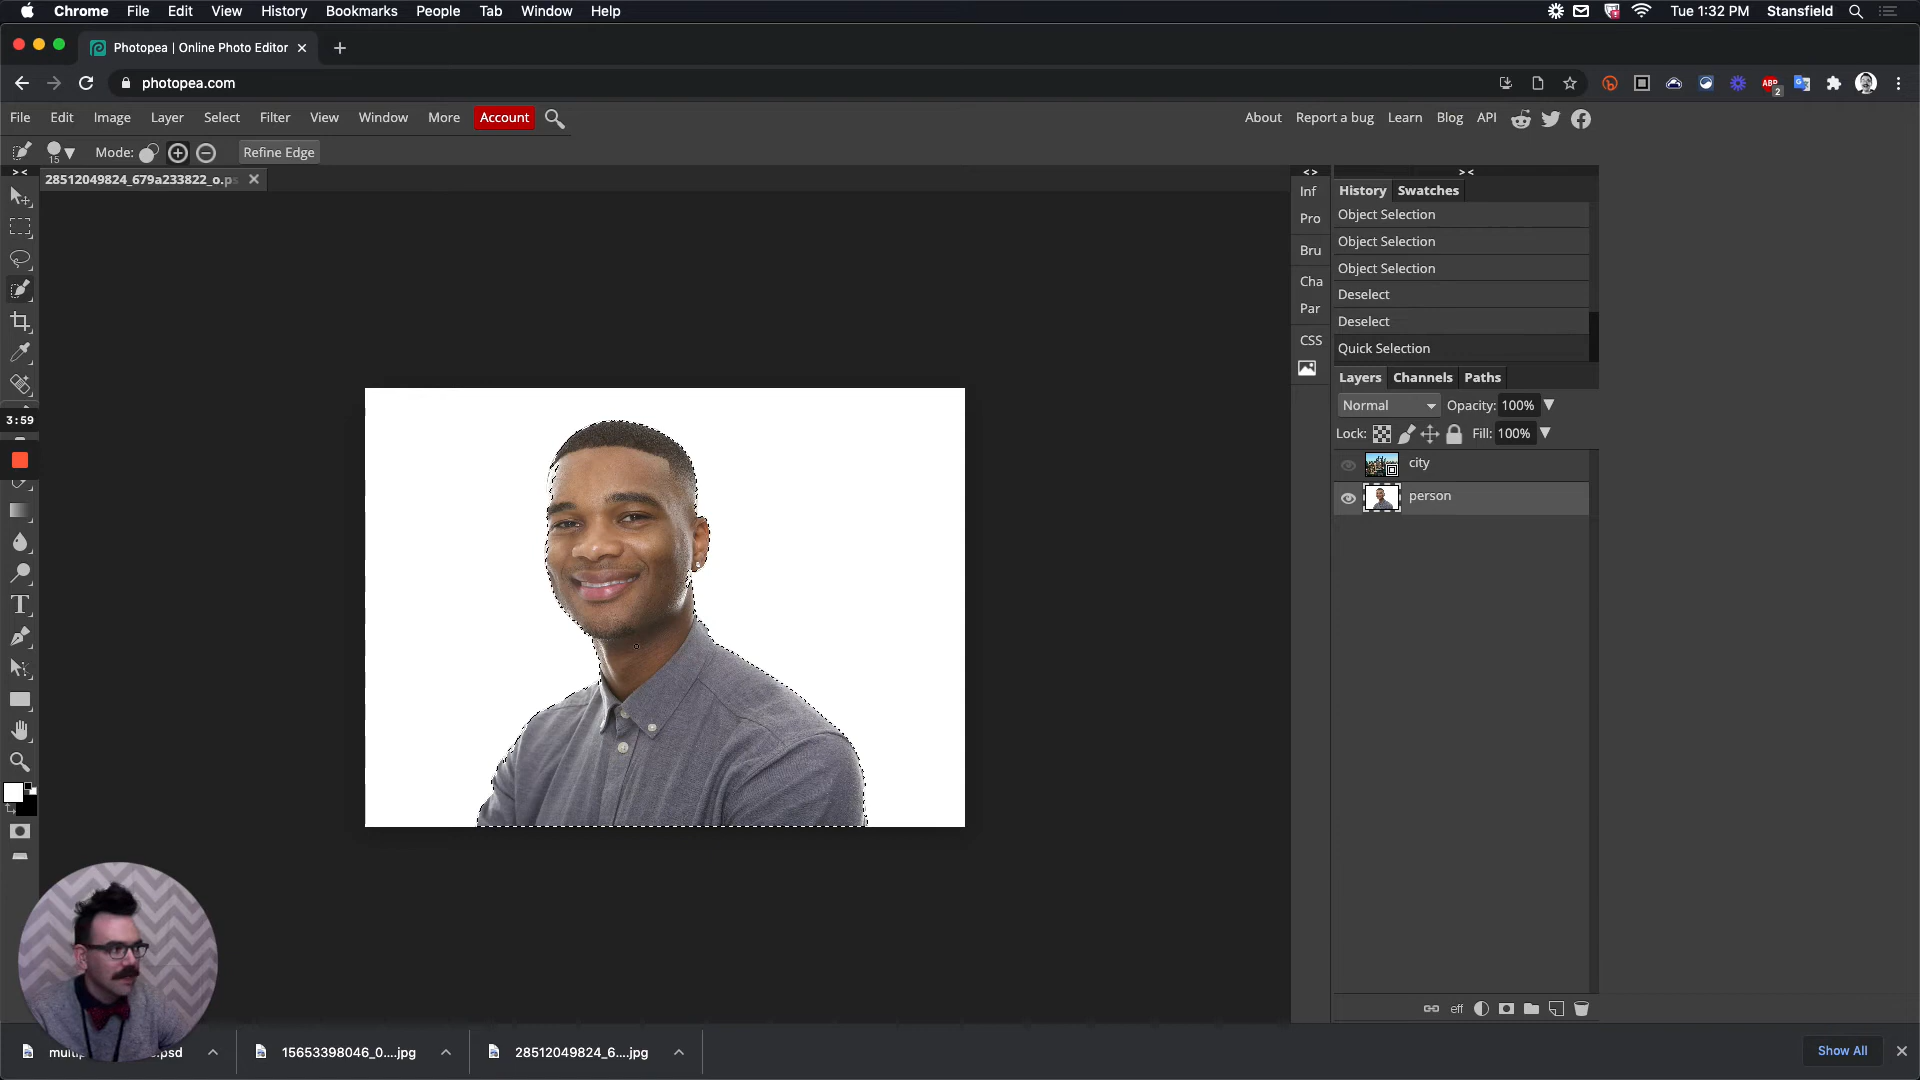 Chrome File Edit View History Bookmarks People Tab Window Help
Tue 1:32 PM Stansfield
Photopea | Online Photo Editor
photopea.com
ABP 2
File Edit Image Layer Select Filter View Window More Account
About Report a bug Learn Blog API
15 Mode: Refine Edge
28512049824_679a233822_o.ps
> <
< >
> <
Inf
Pro
Bru
Cha
Par
CSS
History Swatches
Object Selection
Object Selection
Object Selection
Deselect
Deselect
Quick Selection
Layers Channels Paths
Normal Opacity: 100%
Lock: Fill: 100%
city
person
3:59
eff
15653398046_0....jpg
28512049824_6....jpg
Show All